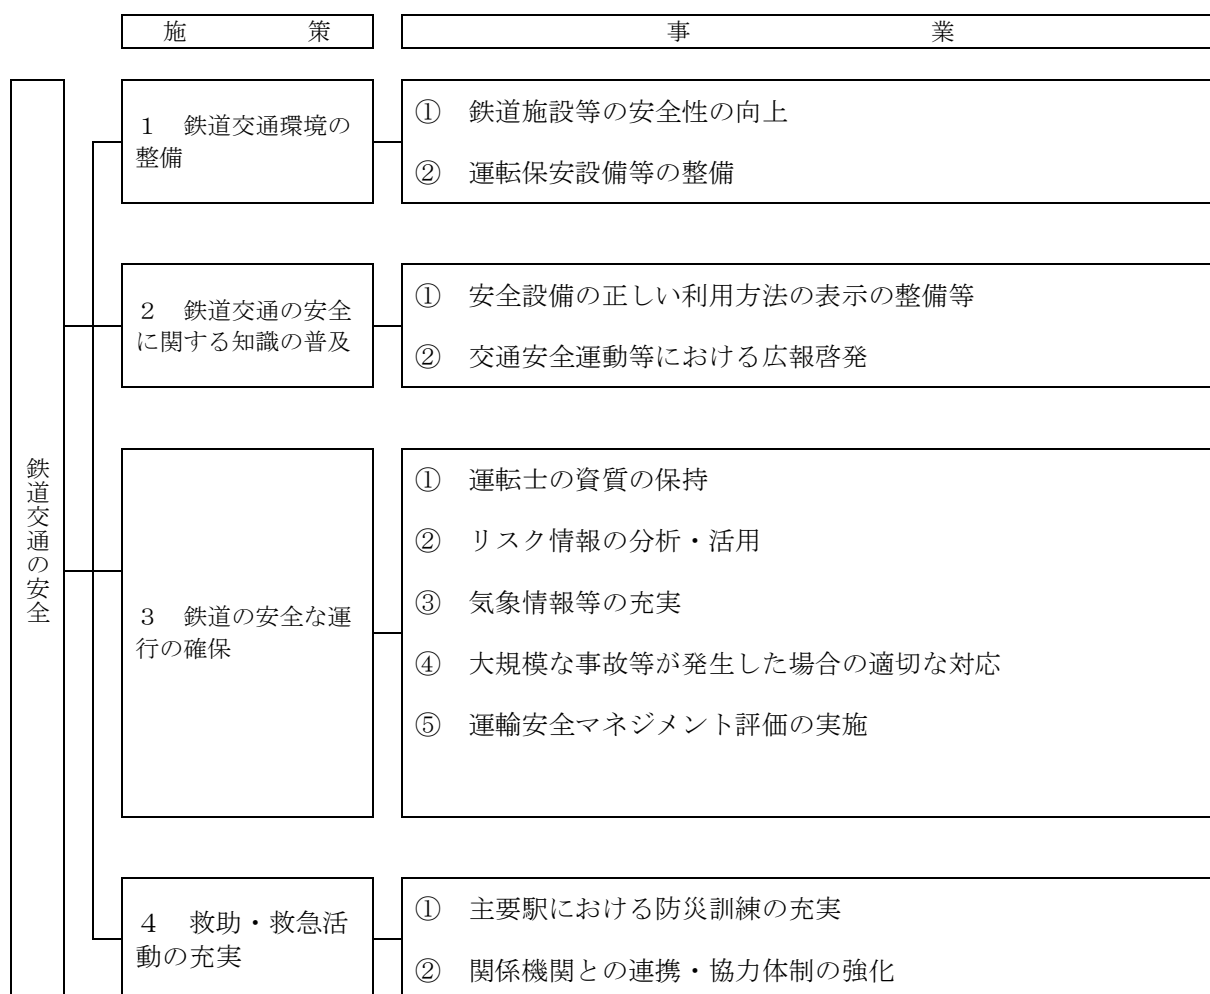 施　策
事　業
鉄道交通の安全
１　鉄道交通環境の
整備
①　鉄道施設等の安全性の向上
②　運転保安設備等の整備
２　鉄道交通の安全
に関する知識の普及
①　安全設備の正しい利用方法の表示の整備等
②　交通安全運動等における広報啓発
３　鉄道の安全な運
行の確保
①　運転士の資質の保持
②　リスク情報の分析・活用
③　気象情報等の充実
④　大規模な事故等が発生した場合の適切な対応
⑤　運輸安全マネジメント評価の実施
４　救助・救急活
動の充実
①　主要駅における防災訓練の充実
②　関係機関との連携・協力体制の強化